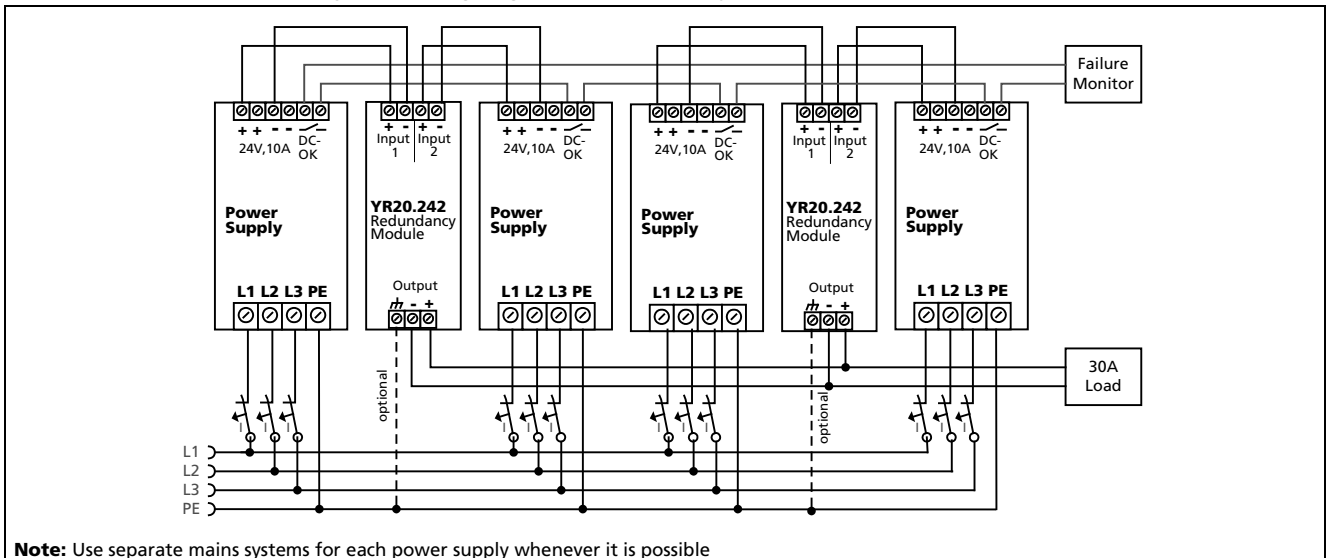 Failure
Monitor
+ + - -
24V,10A
DC-
OK
Power
Supply
L1 L2 L3 PE
+ - + -
Input
1
Input
2
YR20.242
Redundancy
Module
Output
- +
optional
+ + - -
24V,10A
DC-
OK
Power
Supply
L1 L2 L3 PE
+ + - -
24V,10A
DC-
OK
Power
Supply
L1 L2 L3 PE
+ - + -
Input
1
Input
2
YR20.242
Redundancy
Module
Output
- +
optional
+ + - -
24V,10A
DC-
OK
Power
Supply
L1 L2 L3 PE
30A
Load
L1
L2
L3
PE
Note: Use separate mains systems for each power supply whenever it is possible